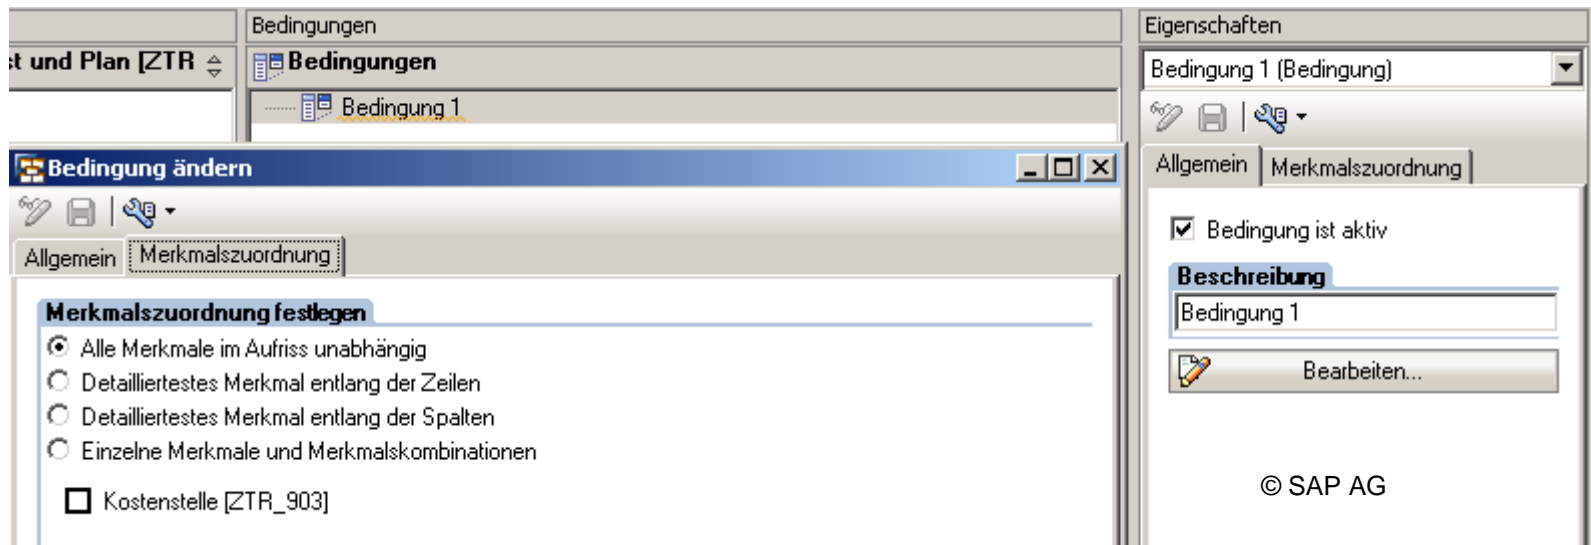 Bedingungen
Eigenschaften
st und Plan [ZTR
Bedingungen
Bedingung 1 (Bedingung)
Bedingung 1
Bedingung ändern
Allgemein Merkmalszuordnung
Allgemein Merkmalszuordnung
Bedingung ist aktiv
Beschreibung
Bedingung 1
Bearbeiten...
Merkmalszuordnung festlegen
Alle Merkmale im Aufriss unabhängig
Detailliertestes Merkmal entlang der Zeilen
Detailliertestes Merkmal entlang der Spalten
Einzelne Merkmale und Merkmalskombinationen
Kostenstelle [ZTR_903]
© SAP AG